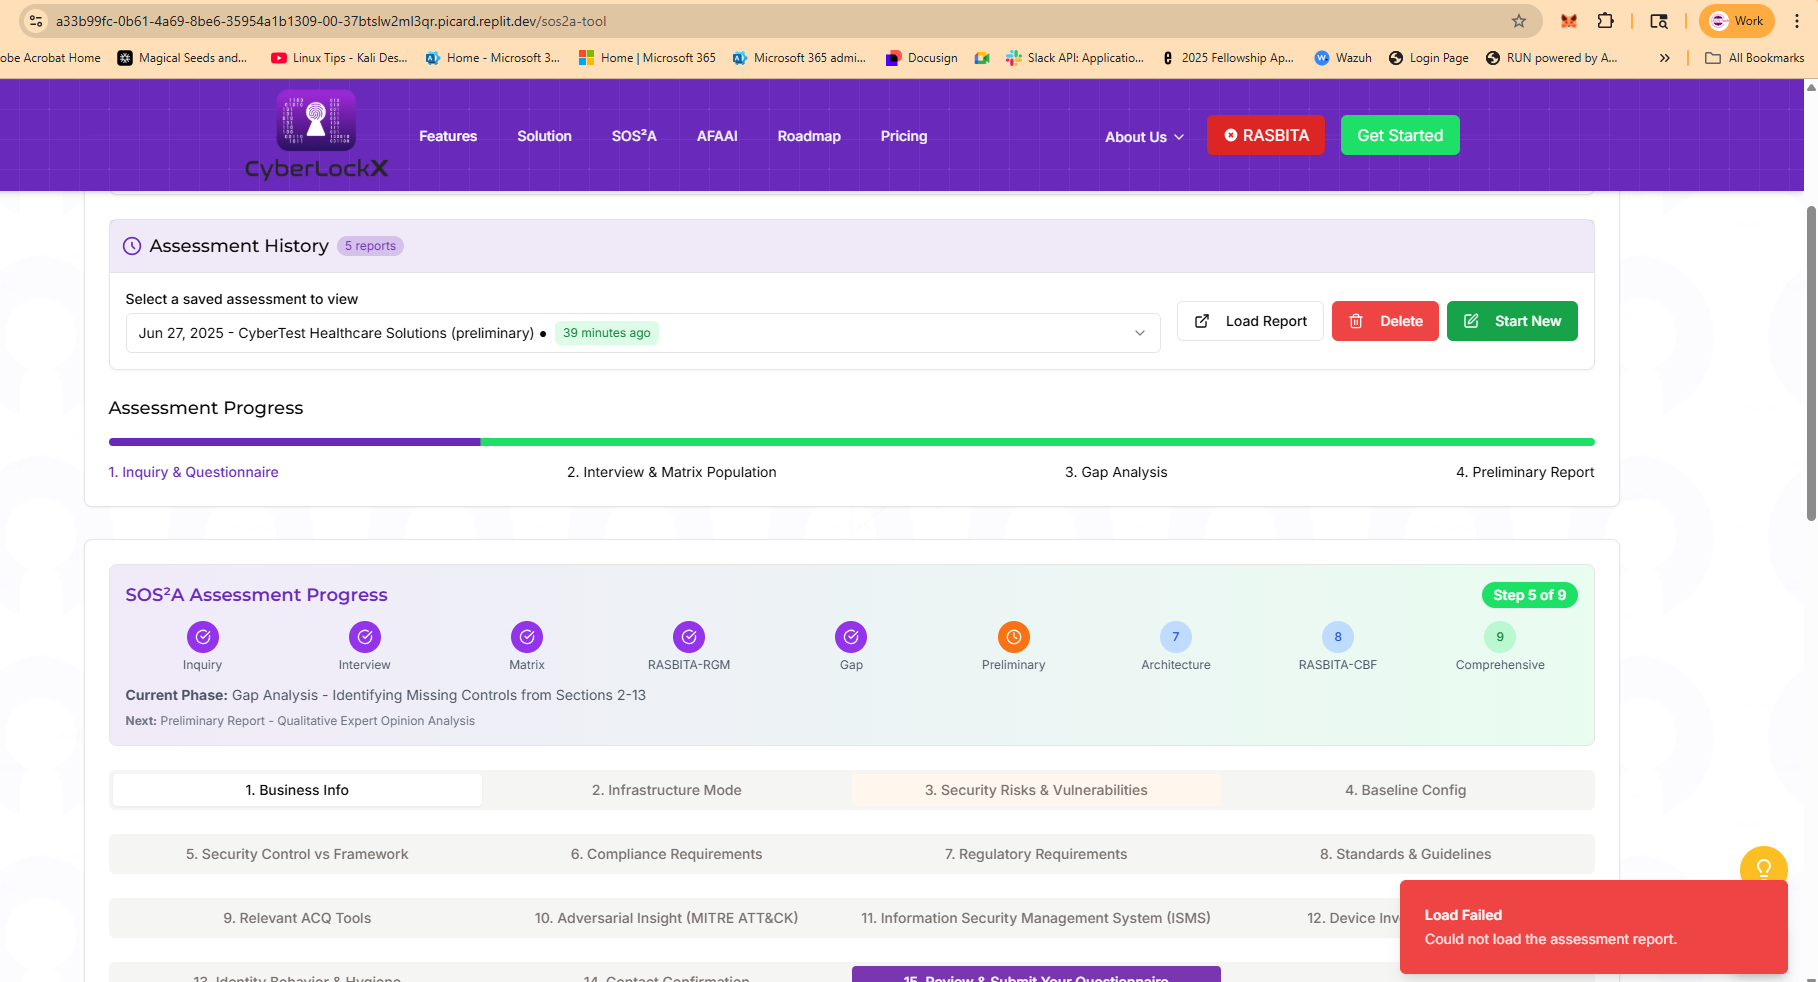 a33b99fc-0b61-4a69-8be6-35954a1b1309-00-37btslw2ml3qr.picard.replit.dev/sos2a-tool
Work
obe Acrobat Home
Magical Seeds and...
Linux Tips - Kali Des...
Home - Microsoft 3...
Home | Microsoft 365
Microsoft 365 admi...
Docusign
Slack API: Applicatio...
2025 Fellowship Ap...
Wazuh
Login Page
RUN powered by A...
»
All Bookmarks
CyberLockX
Features
Solution
SOS²A
AFAAI
Roadmap
Pricing
About Us
RASBITA
Get Started
Assessment History
5 reports
Select a saved assessment to view
Jun 27, 2025 - CyberTest Healthcare Solutions (preliminary) ●
39 minutes ago
Load Report
Delete
Start New
Assessment Progress
1. Inquiry & Questionnaire
2. Interview & Matrix Population
3. Gap Analysis
4. Preliminary Report
SOS²A Assessment Progress
Step 5 of 9
7
8
9
Inquiry
Interview
Matrix
RASBITA-RGM
Gap
Preliminary
Architecture
RASBITA-CBF
Comprehensive
Current Phase: Gap Analysis - Identifying Missing Controls from Sections 2-13
Next: Preliminary Report - Qualitative Expert Opinion Analysis
1. Business Info
2. Infrastructure Mode
3. Security Risks & Vulnerabilities
4. Baseline Config
5. Security Control vs Framework
6. Compliance Requirements
7. Regulatory Requirements
8. Standards & Guidelines
9. Relevant ACQ Tools
10. Adversarial Insight (MITRE ATT&CK)
11. Information Security Management System (ISMS)
12. Device Inv
13. Identity Behavior & Hygiene
14. Contact Confirmation
15. Review & Submit Your Questionnaire
Load Failed
Could not load the assessment report.